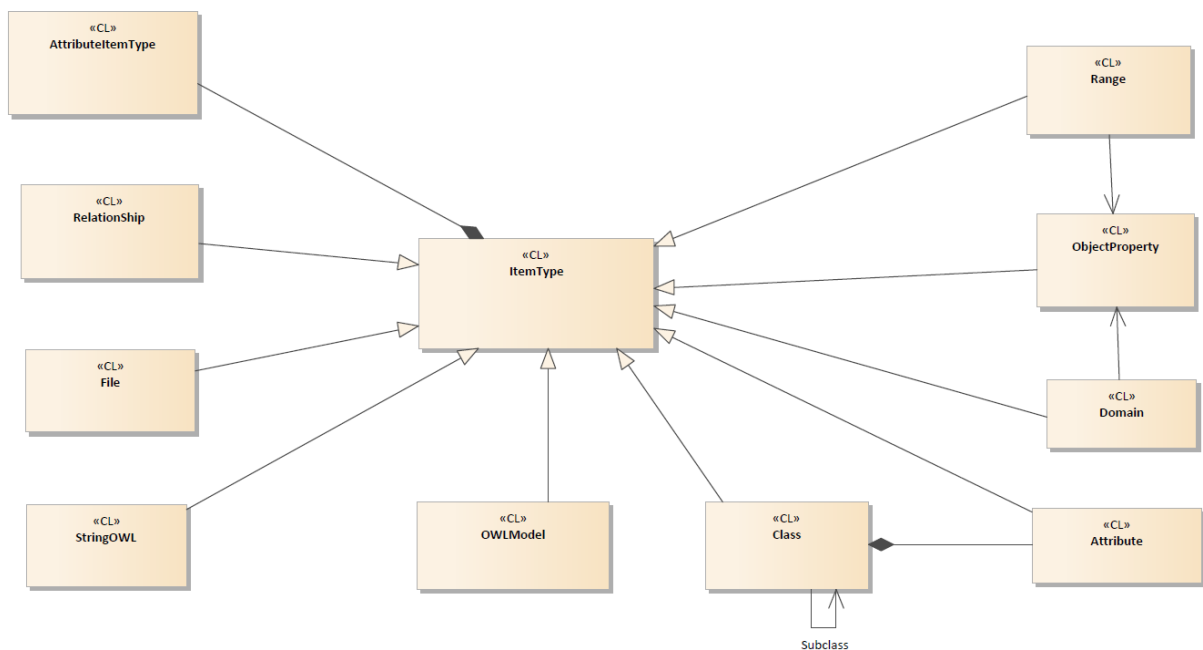 «CL»
AttributeItemType
«CL»
Range
«CL»
RelationShip
«CL»
ObjectProperty
«CL»
ItemType
«CL»
File
«CL»
Domain
«CL»
StringOWL
«CL»
OWLModel
«CL»
Class
«CL»
Attribute
Subclass